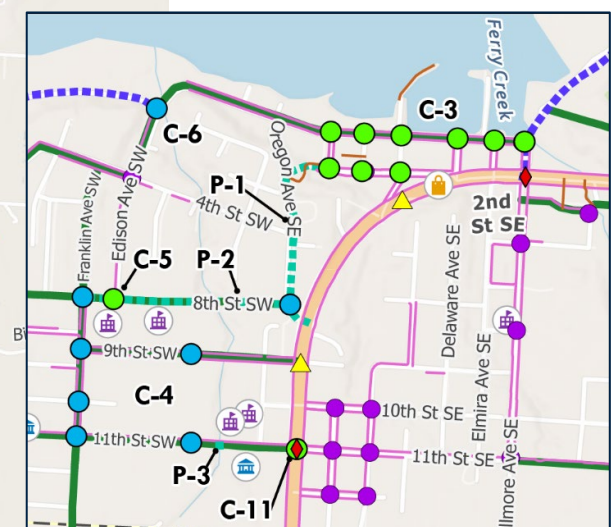 Ferry Creek
C-3
C-6
Oregon Ave SE
P-1
4th St SW
Edison Ave SW
Franklin Ave SW
2nd
St SE
C-5
P-2
8th St SW
Delaware Ave SE
9th St SW
C-4
Elmira Ave SE
10th St SE
11th St SW
11th St SE
P-3
C-11
llmore Ave SE